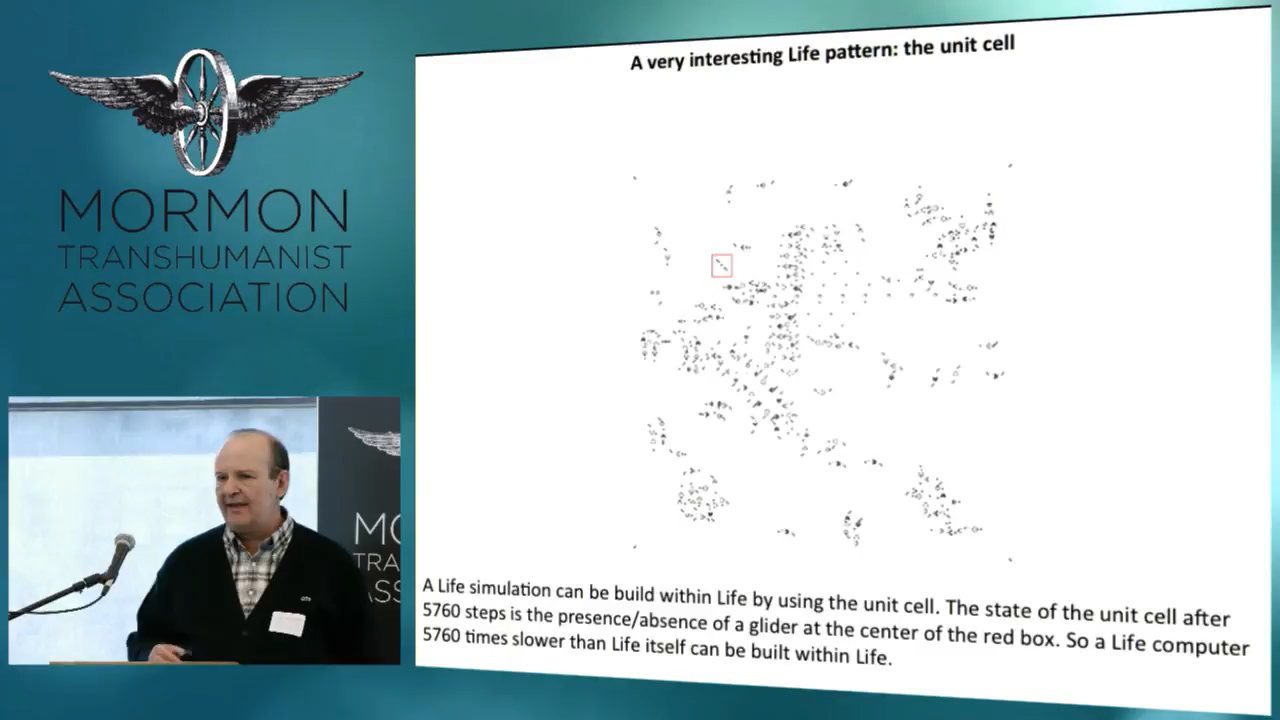 MORMON
TRANSHUMANIST
ASSOCIATION
A very interesting Life pattern: the unit cell
A Life simulation can be build within Life by using the unit cell. The state of the unit cell after
5760 steps is the presence/absence of a glider at the center of the red box. So a Life computer
5760 times slower than Life itself can be built within Life.
MO
TRA
ASS